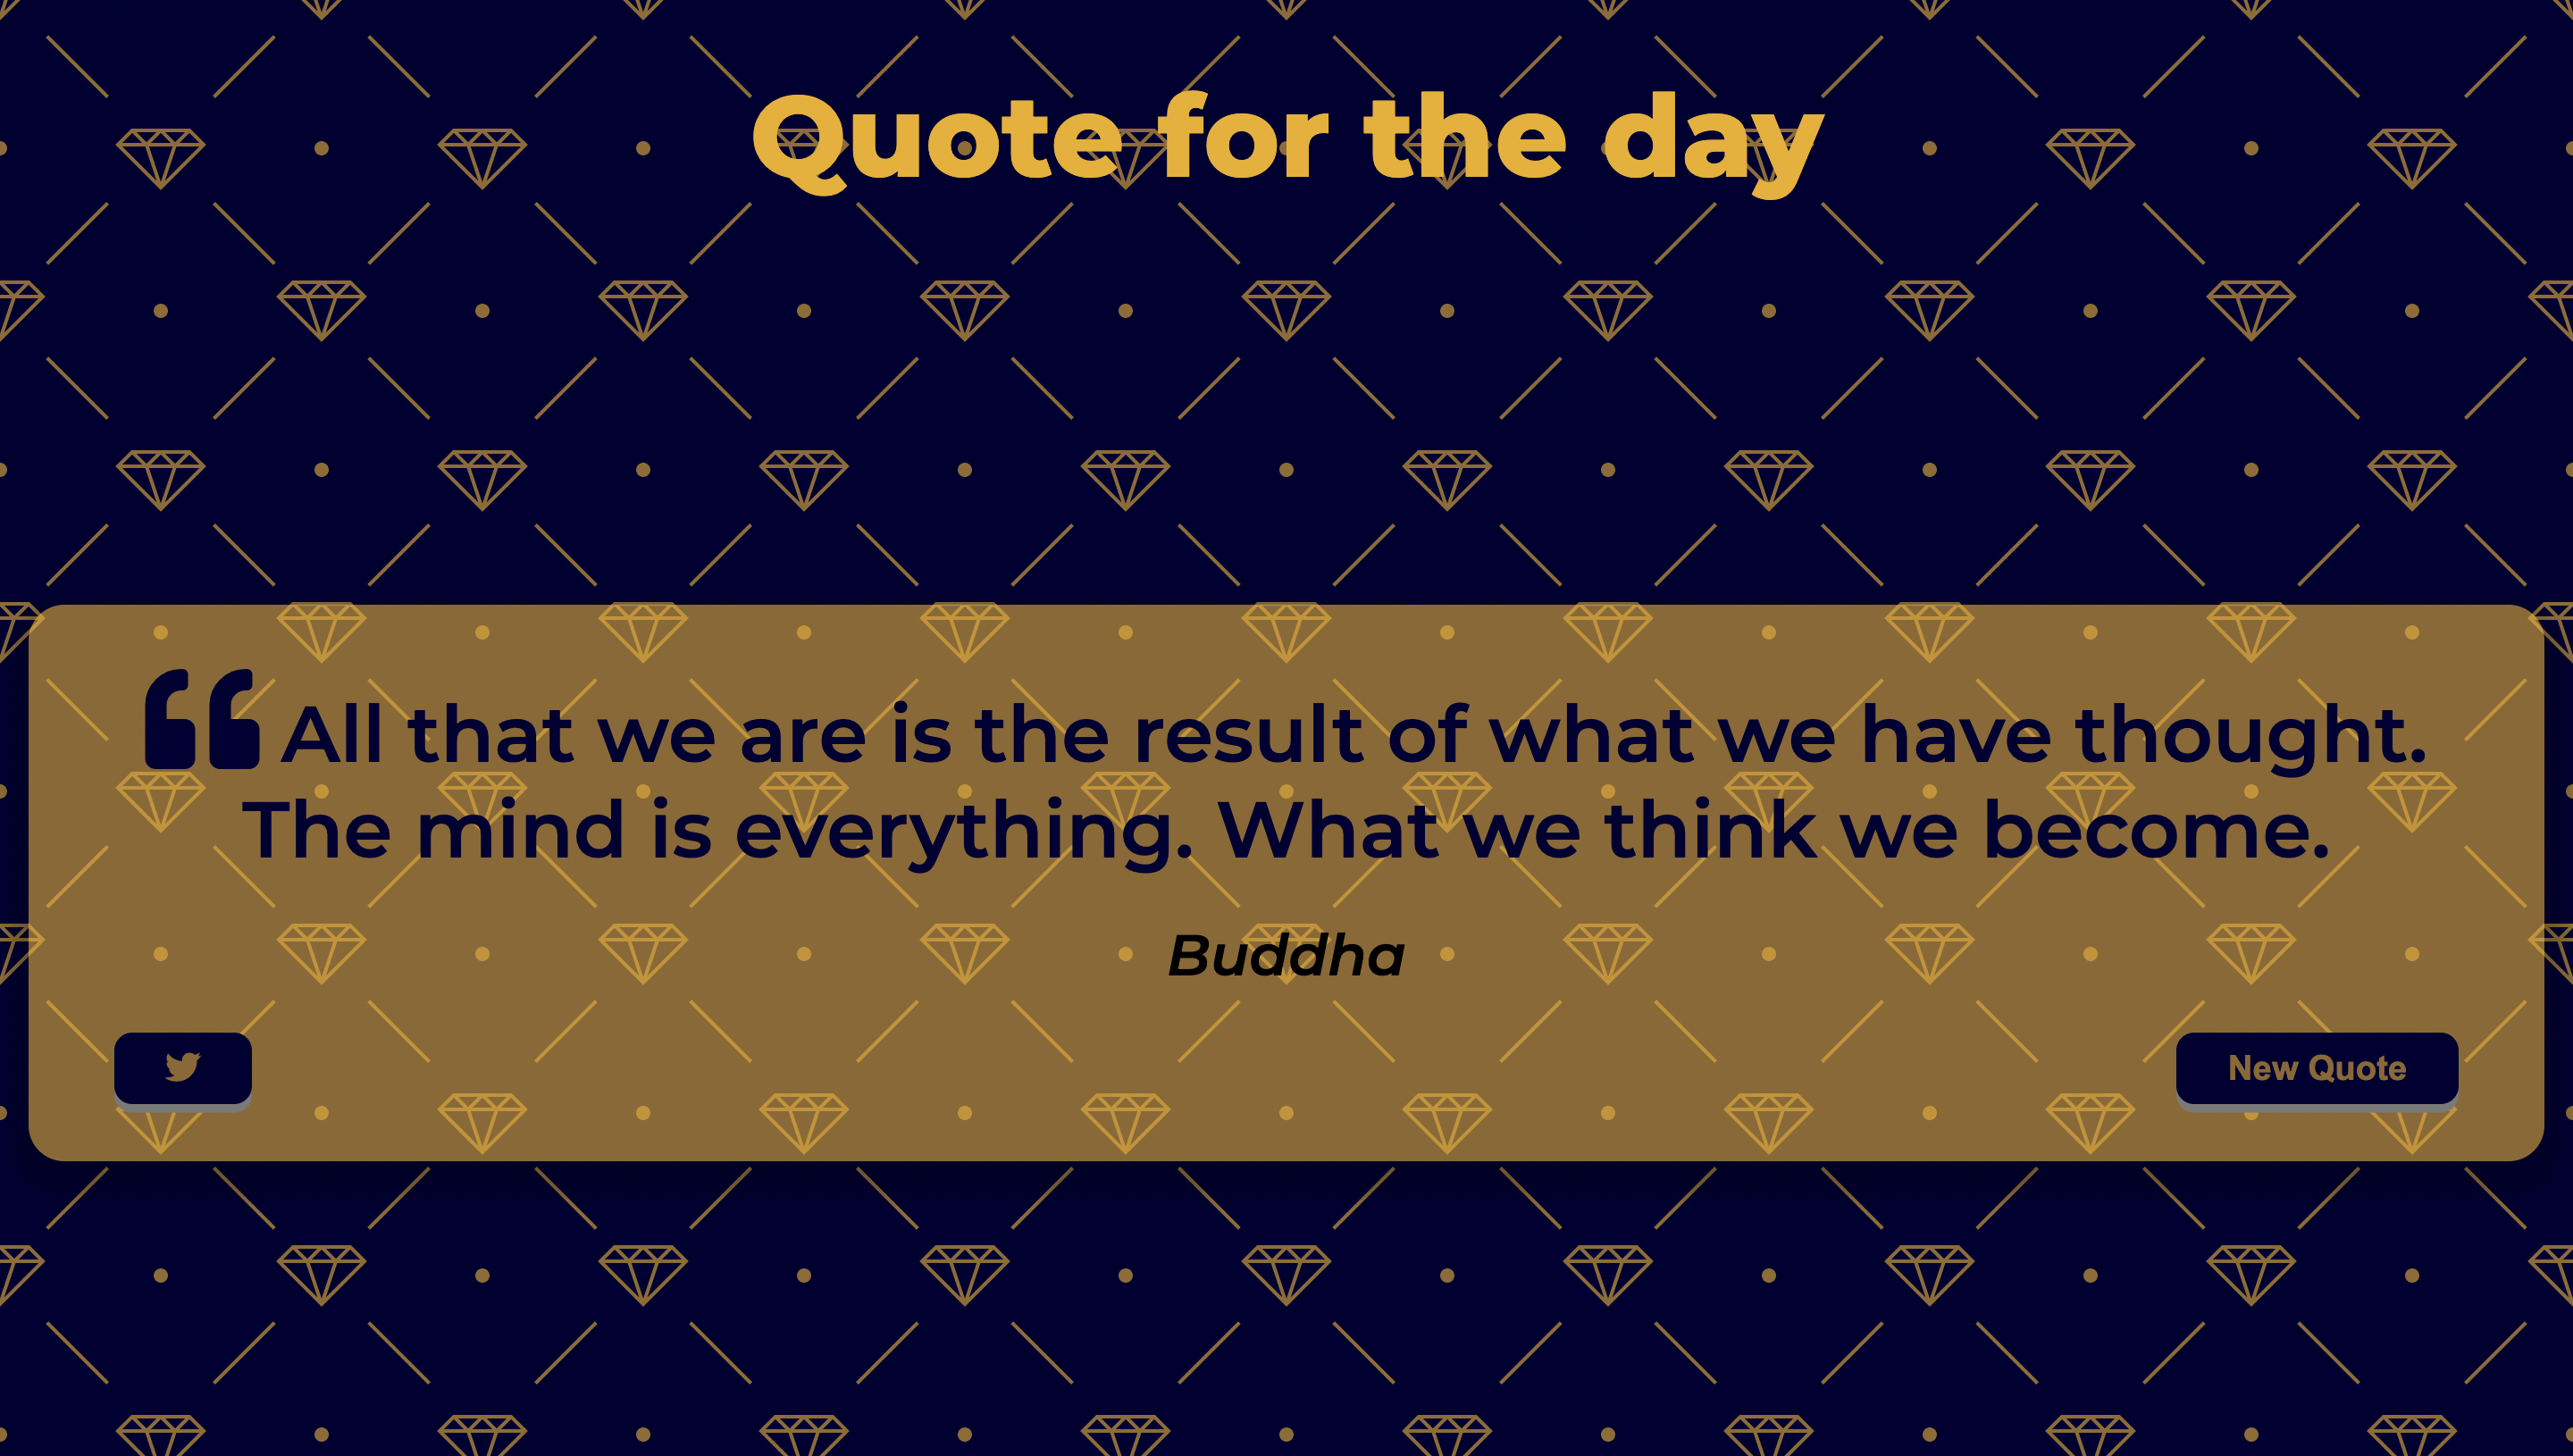 Quote for the day
All that we are is the result of what we have thought.
The mind is everything. What we think we become.
Buddha
New Quote